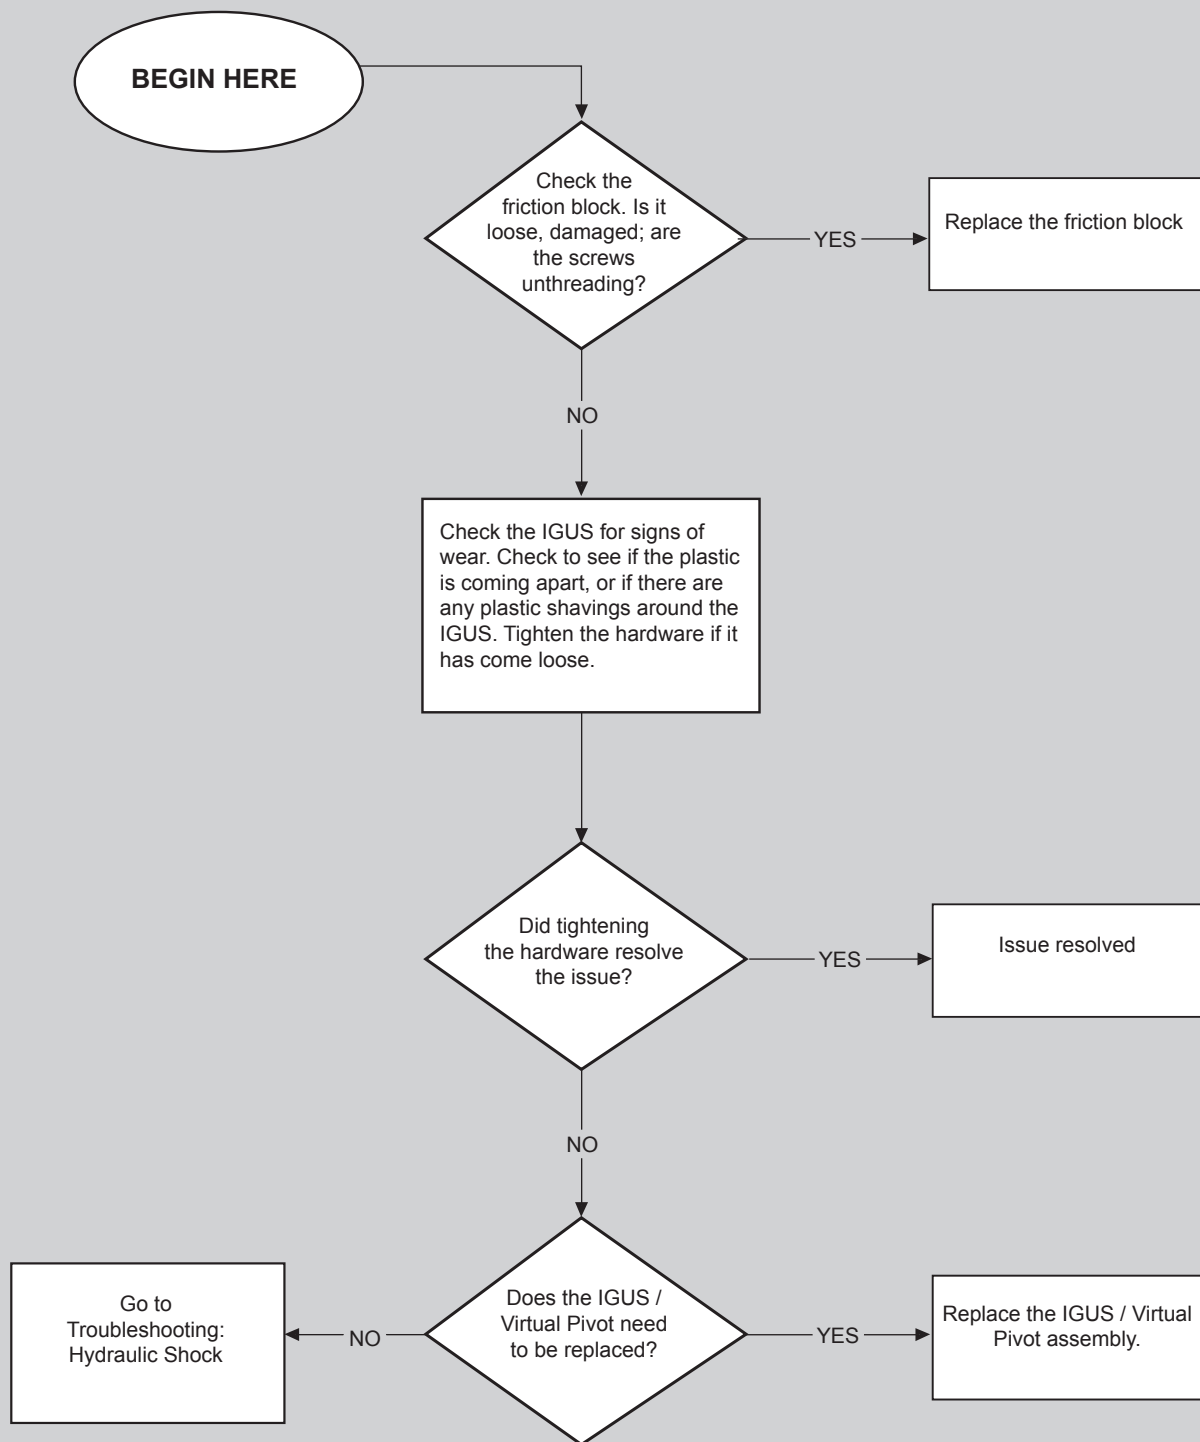 BEGIN HERE
Check the
friction block. Is it
loose, damaged; are
the screws
unthreading?
YES
Replace the friction block
NO
Check the IGUS for signs of
wear. Check to see if the plastic
is coming apart, or if there are
any plastic shavings around the
IGUS. Tighten the hardware if it
has come loose.
Did tightening
the hardware resolve
the issue?
YES
Issue resolved
NO
Does the IGUS /
Virtual Pivot need
to be replaced?
NO
Go to
Troubleshooting:
Hydraulic Shock
YES
Replace the IGUS / Virtual
Pivot assembly.